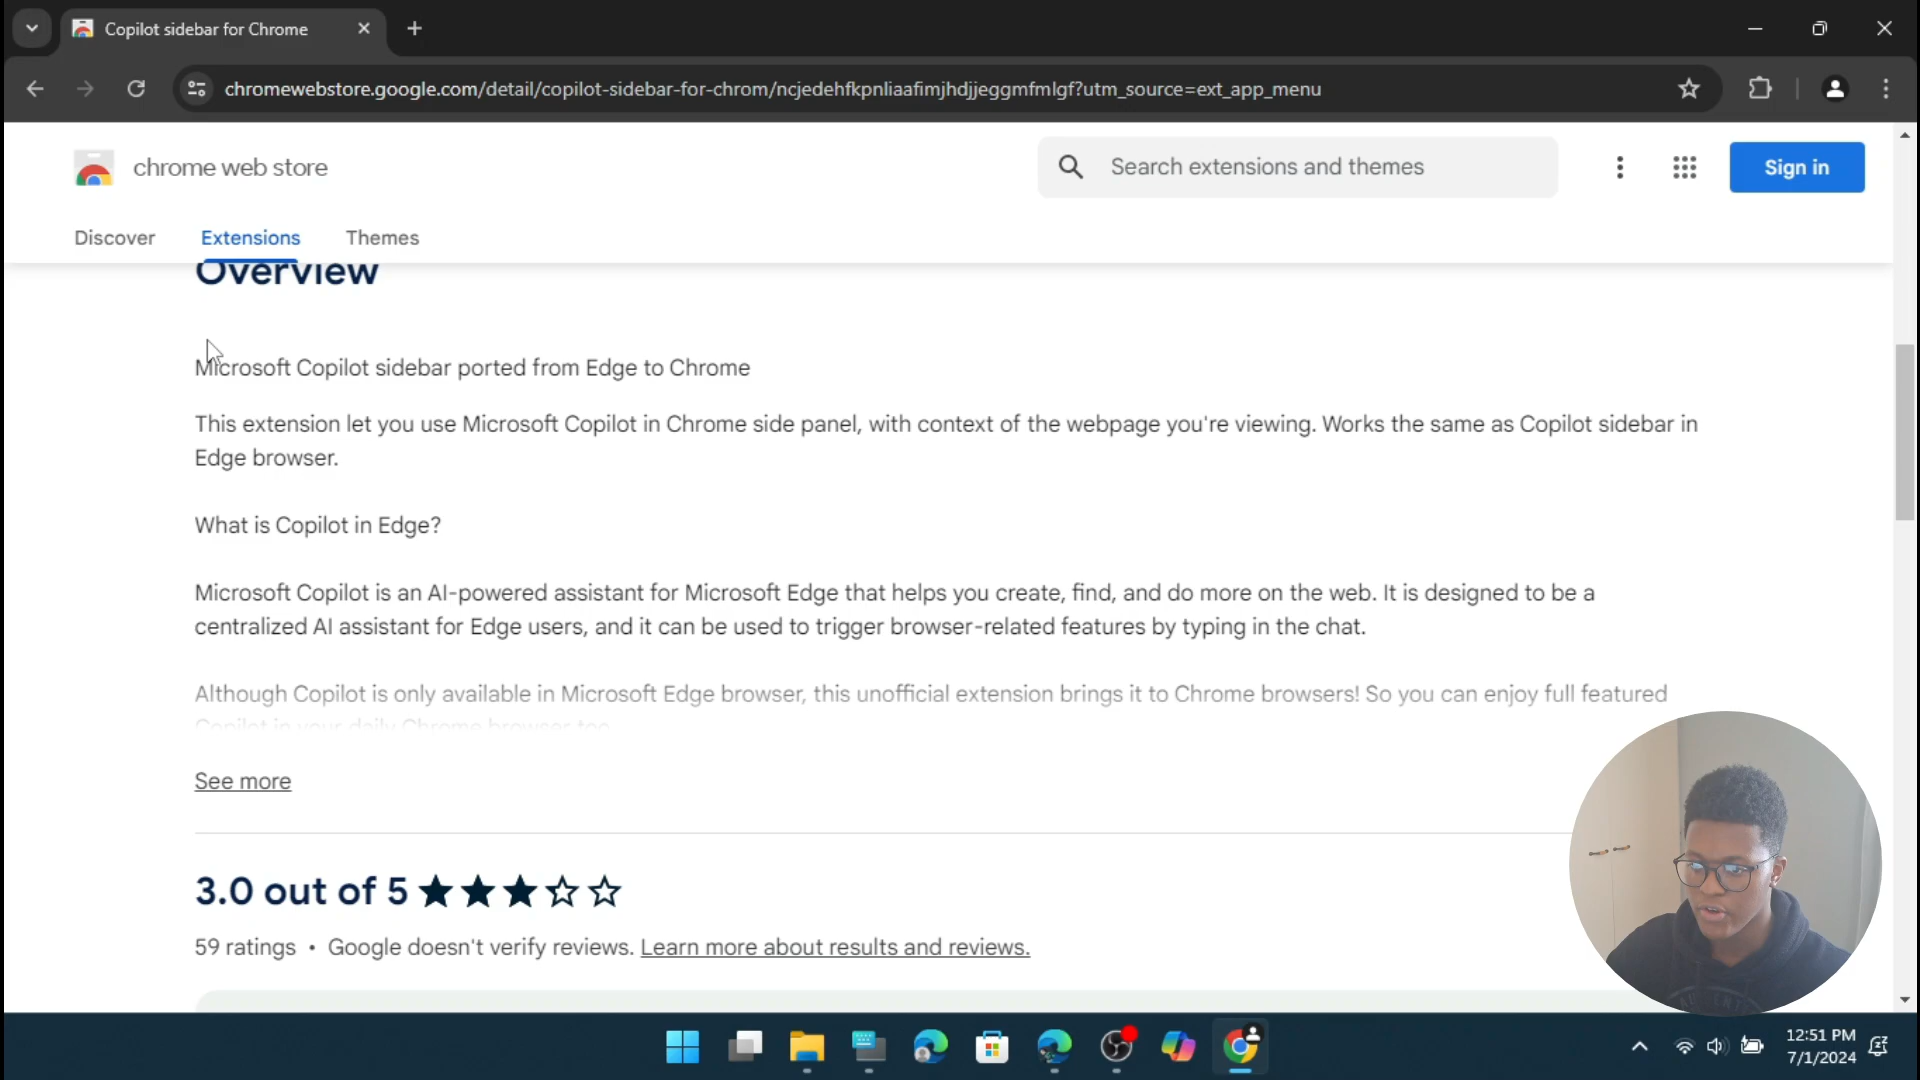 Copilot sidebar for Chrome
chromewebstore.google.com/detail/copilot-sidebar-for-chrom/ncjedehfkpnliaafimjhdjjeggmfmlgf?utm_source=ext_app_menu
chrome web store
Search extensions and themes
Sign in
Discover
Extensions
Themes
Overview
Microsoft Copilot sidebar ported from Edge to Chrome
This extension let you use Microsoft Copilot in Chrome side panel, with context of the webpage you're viewing. Works the same as Copilot sidebar in
Edge browser.
What is Copilot in Edge?
Microsoft Copilot is an AI-powered assistant for Microsoft Edge that helps you create, find, and do more on the web. It is designed to be a
centralized AI assistant for Edge users, and it can be used to trigger browser-related features by typing in the chat.
Although Copilot is only available in Microsoft Edge browser, this unofficial extension brings it to Chrome browsers! So you can enjoy full featured
Copilot in your daily Chrome browser too.
See more
3.0 out of 5
59 ratings • Google doesn't verify reviews. Learn more about results and reviews.
12:51 PM
7/1/2024